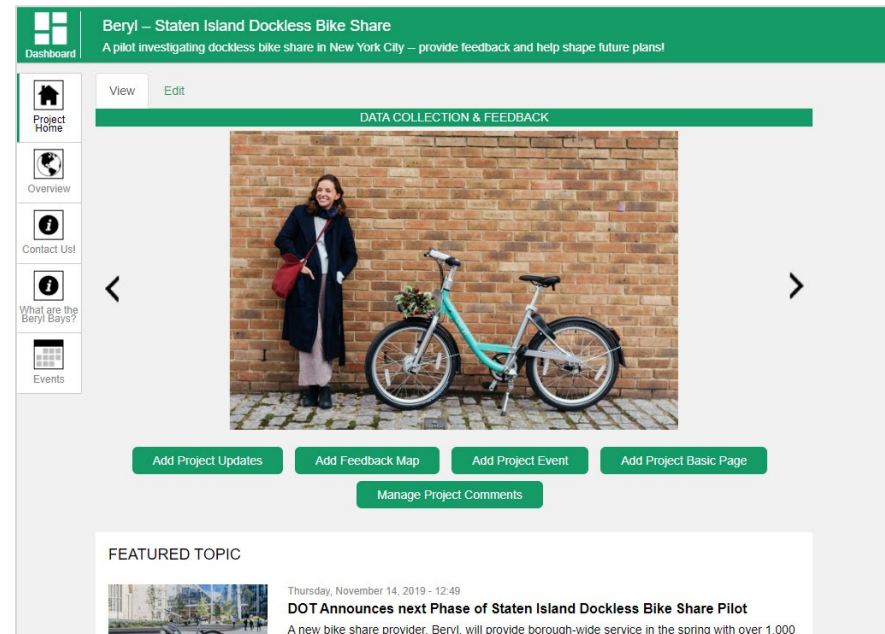 Dashboard
Beryl – Staten Island Dockless Bike Share
A pilot investigating dockless bike share in New York City -- provide feedback and help shape future plans!
Project
Home
Overview
Contact Us!
What are the
Beryl Bays?
Events
View Edit
DATA COLLECTION & FEEDBACK
Add Project Updates Add Feedback Map Add Project Event Add Project Basic Page
Manage Project Comments
FEATURED TOPIC
Thursday, November 14, 2019 - 12:49
DOT Announces next Phase of Staten Island Dockless Bike Share Pilot
A new bike share provider, Beryl, will provide borough-wide service in the spring with over 1,000